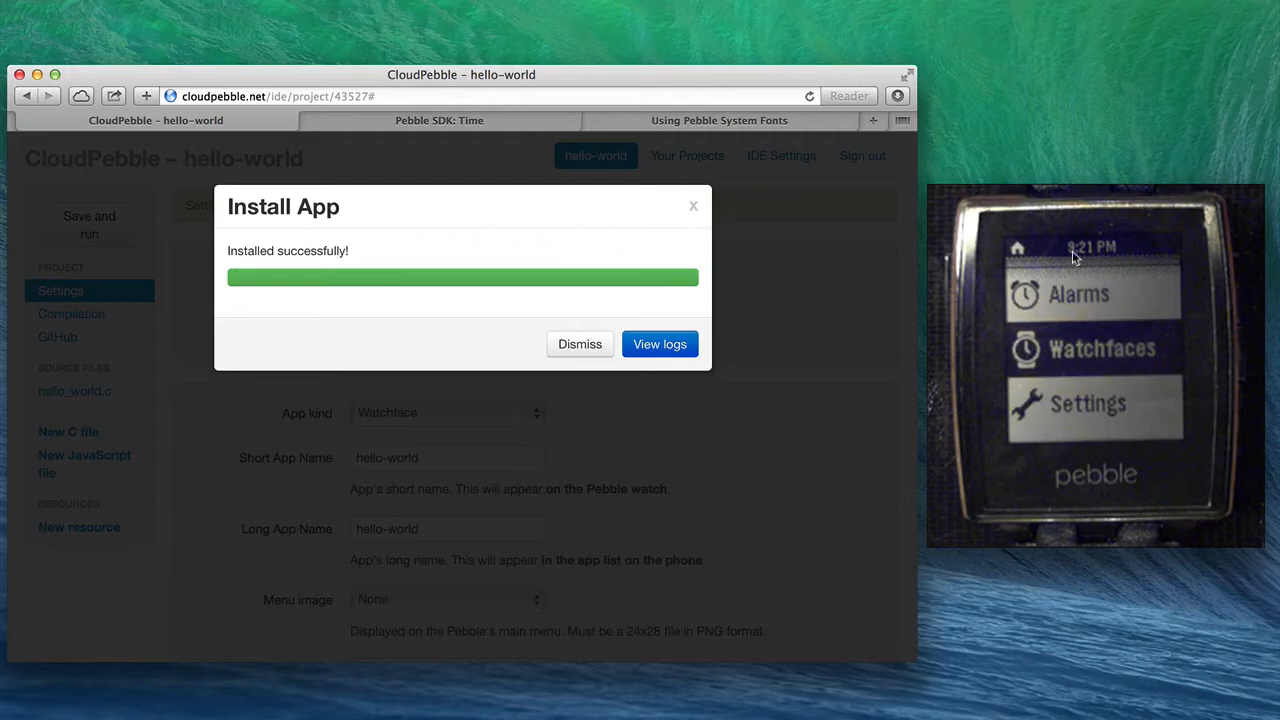 CloudPebble – hello-world
cloudpebble.net/ide/project/43527#
Reader
CloudPebble – hello-world
Pebble SDK: Time
Using Pebble System Fonts
CloudPebble – hello-world
hello-world
Your Projects
IDE Settings
Sign out
Save and
run
PROJECT
Settings
Compilation
GitHub
SOURCE FILES
hello_world.c
New C file
New JavaScript
file
RESOURCES
New resource
Install App
x
Installed successfully!
Dismiss
View logs
App kind
Watchface
Short App Name
hello-world
App's short name. This will appear on the Pebble watch.
Long App Name
hello-world
App's long name. This will appear in the app list on the phone
Menu image
None
Displayed on the Pebble's main menu. Must be a 24x28 file in PNG format.
9:21 PM
Alarms
Watchfaces
Settings
pebble